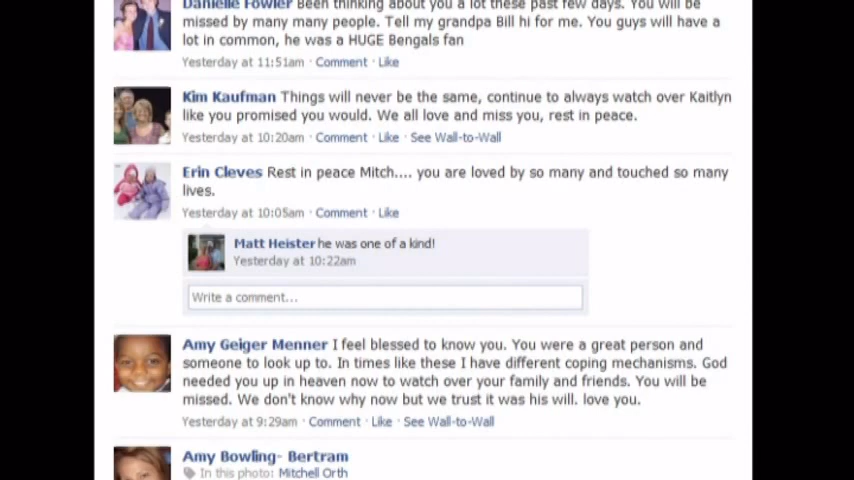 Danielle Fowler Been thinking about you a lot these past few days. You will be
missed by many many people. Tell my grandpa Bill hi for me. You guys will have a
lot in common, he was a HUGE Bengals fan
Yesterday at 11:51am · Comment · Like
Kim Kaufman Things will never be the same, continue to always watch over Kaitlyn
like you promised you would. We all love and miss you, rest in peace.
Yesterday at 10:20am · Comment · Like · See Wall-to-Wall
Erin Cleves Rest in peace Mitch.... you are loved by so many and touched so many
lives.
Yesterday at 10:05am · Comment · Like
Matt Heister he was one of a kind!
Yesterday at 10:22am
Write a comment...
Amy Geiger Menner I feel blessed to know you. You were a great person and
someone to look up to. In times like these I have different coping mechanisms. God
needed you up in heaven now to watch over your family and friends. You will be
missed. We don't know why now but we trust it was his will. love you.
Yesterday at 9:29am · Comment · Like · See Wall-to-Wall
Amy Bowling- Bertram
In this photo: Mitchell Orth